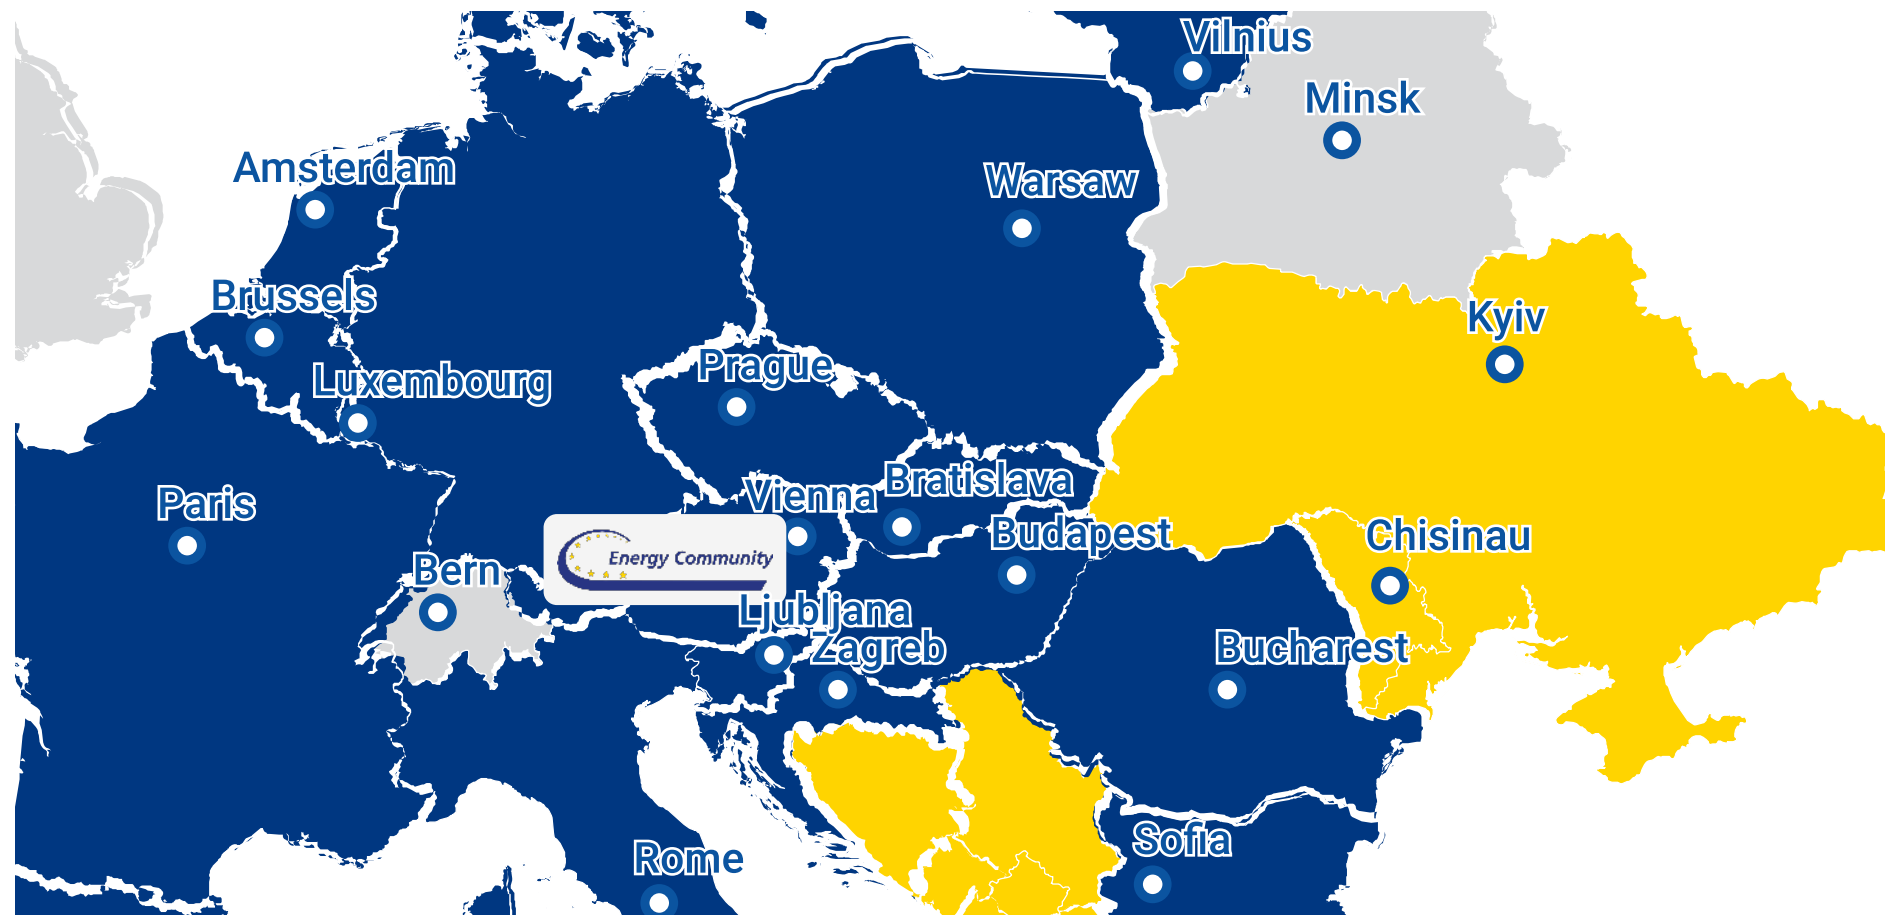 Vilnius
Minsk
Amsterdam
Warsaw
Brussels
Kyiv
Prague
Luxembourg
Bratislava
Vienna
Paris
Budapest
Chisinau
Energy Community
Bern
Ljubljana
Zagreb
Bucharest
Sofia
Rome